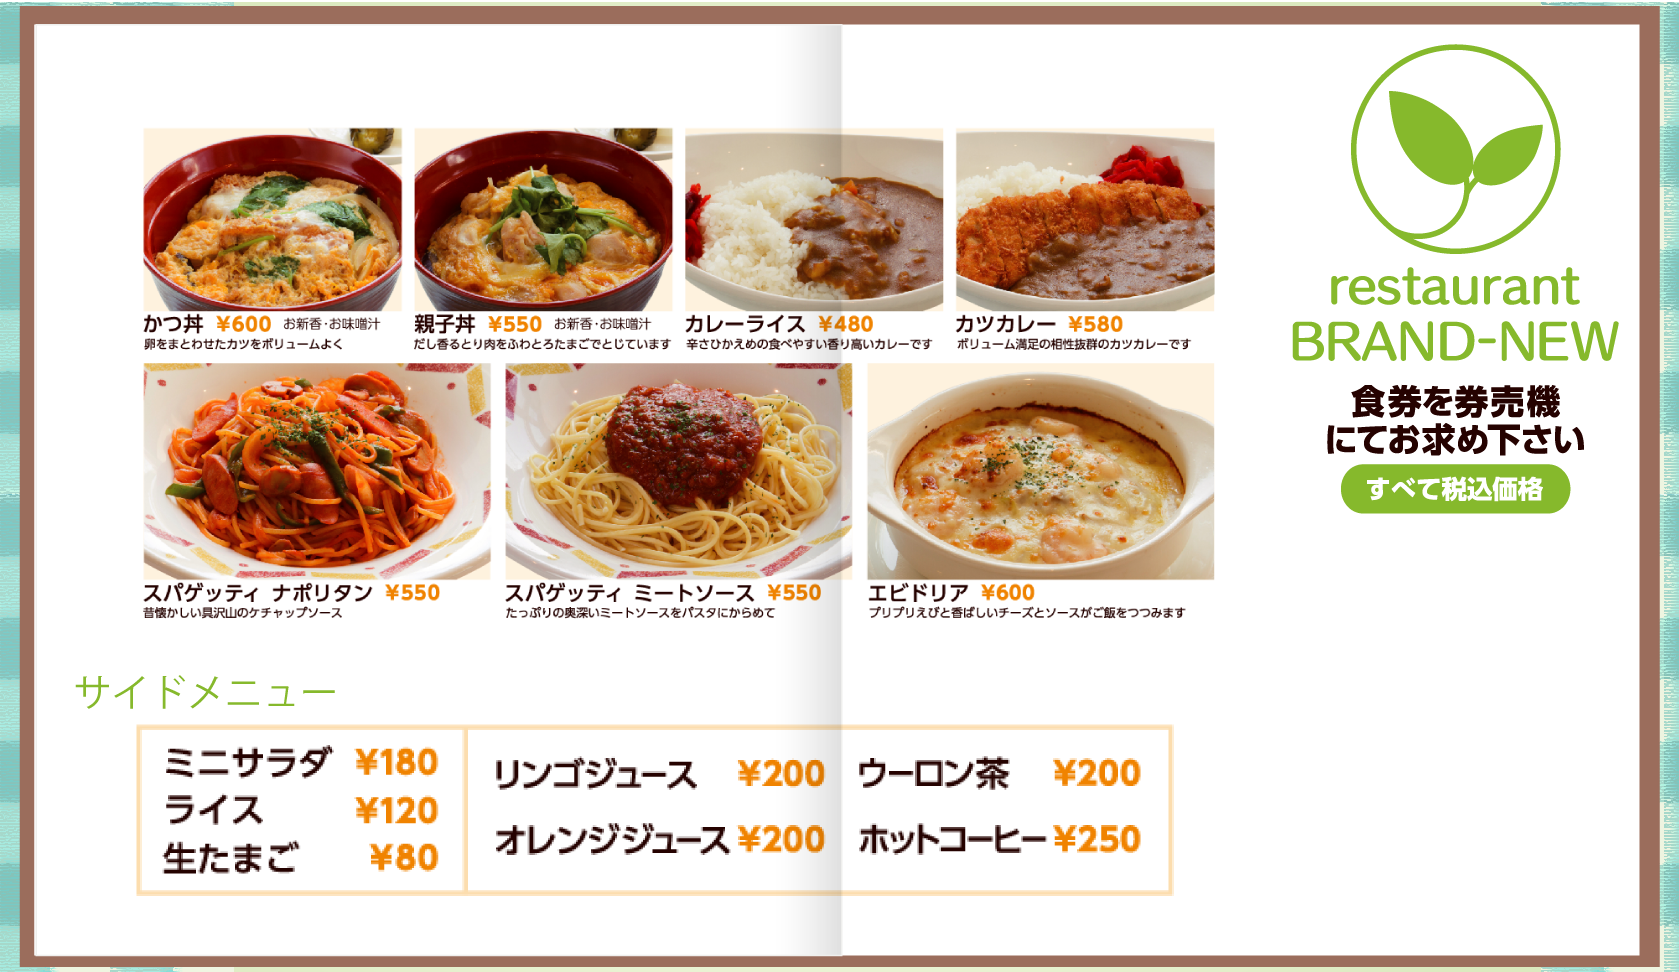 かつ丼 ¥600 お新香・お味噌汁
卵をまとわせたカツをボリュームよく
親子丼 ¥550 お新香・お味噌汁
だし香るとり肉をふわとろたまごでとじています
カレーライス ¥480
辛さひかえめの食べやすい香り高いカレーです
カツカレー ¥580
ボリューム満足の相性抜群のカツカレーです
スパゲッティ ナポリタン ¥550
昔懐かしい具沢山のケチャップソース
スパゲッティ ミートソース ¥550
たっぷりの奥深いミートソースをパスタにからめて
エビドリア ¥600
プリプリえびと香ばしいチーズとソースがご飯をつつみます
restaurant
BRAND-NEW
食券を券売機
にてお求め下さい
すべて税込価格
サイドメニュー
ミニサラダ ¥180
ライス ¥120
生たまご ¥80
リンゴジュース ¥200
オレンジジュース ¥200
ウーロン茶 ¥200
ホットコーヒー ¥250